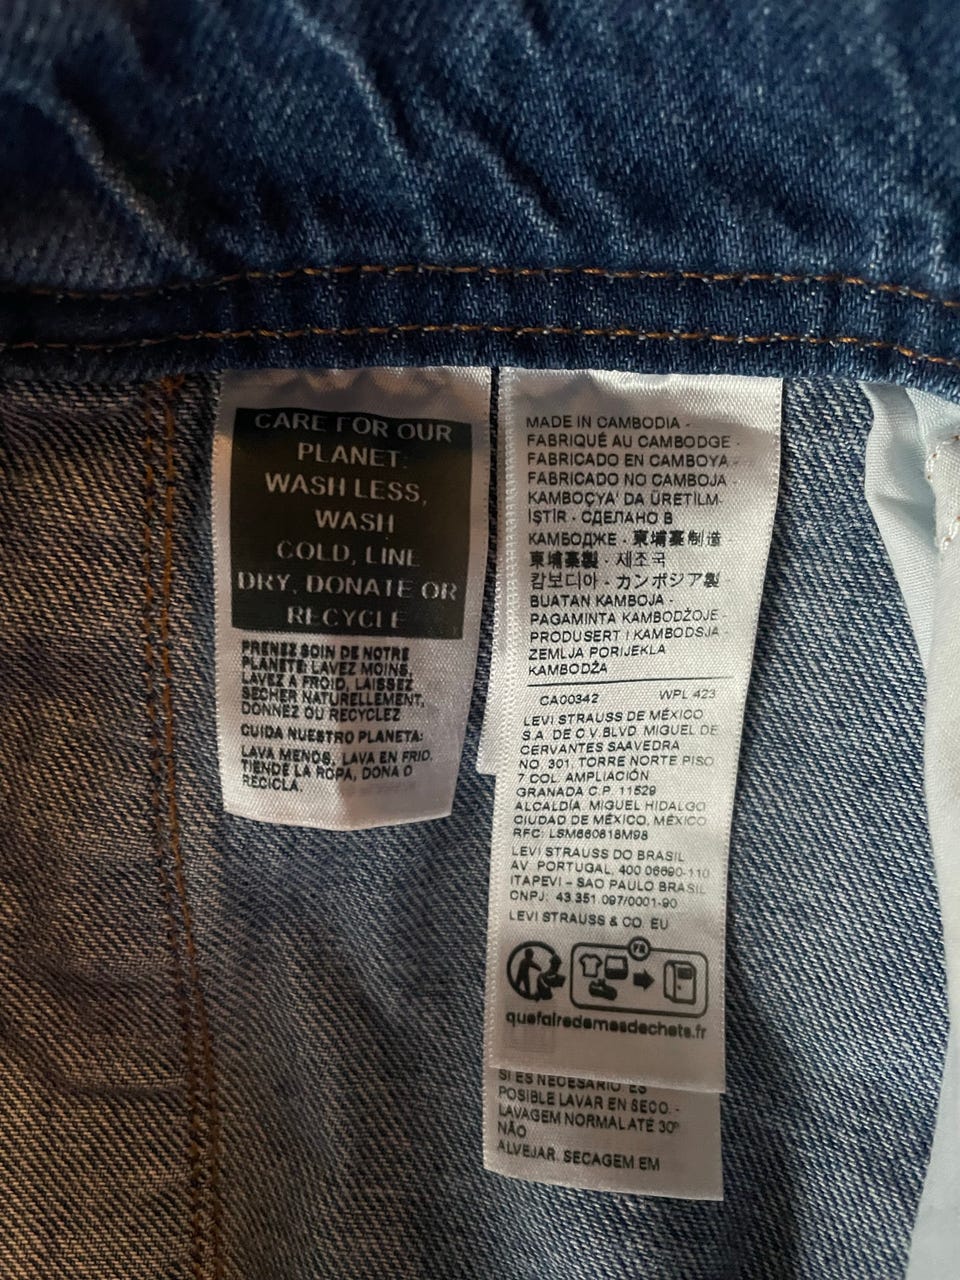 CARE FOR OUR
PLANET:
WASH LESS,
WASH
COLD, LINE
DRY, DONATE OR
RECYCLE
PRENEZ SOIN DE NOTRE
PLANETE: LAVEZ MOINS,
LAVEZ A FROID, LAISSEZ
SECHER NATURELLEMENT,
DONNEZ OU RECYCLEZ
CUIDA NUESTRO PLANETA:
LAVA MENOS, LAVA EN FRIO,
TIENDE LA ROPA, DONA O
RECICLA.
MADE IN CAMBODIA -
FABRIQUÉ AU CAMBODGE -
FABRICADO EN CAMBOYA -
FABRICADO NO CAMBOJA -
KAMBOÇYA' DA ÜRETİLM-
İŞTİR - СДЕЛАНО В
КАМБОДЖЕ - 柬埔寨制造 -
柬埔寨製 - 제조국
캄보디아 - カンボジア製 -
BUATAN KAMBOJA -
PAGAMINTA KAMBODŽOJE -
PRODUSERT I KAMBODSJA -
ZEMLJA PORIJEKLA
KAMBODŽA
CA00342 WPL 423
LEVI STRAUSS DE MÉXICO
S.A. DE C.V.BLVD MIGUEL DE
CERVANTES SAAVEDRA
NO, 301, TORRE NORTE PISO
7 COL. AMPLIACIÓN
GRANADA C.P. 11529
ALCALDÍA. MIGUEL HIDALGO
CIUDAD DE MÉXICO, MÉXICO
RFC: LSM660818M98
LEVI STRAUSS DO BRASIL
AV. PORTUGAL, 400 06690-110
ITAPEVI – SAO PAULO BRASIL
CNPJ: 43.351.097/0001-90
LEVI STRAUSS & CO. EU
FR
quefairedemesdechets.fr
SI ES NECESARIO. ES
POSIBLE LAVAR EN SECO. -
LAVAGEM NORMAL ATÉ 30º
NÃO
ALVEJAR. SECAGEM EM